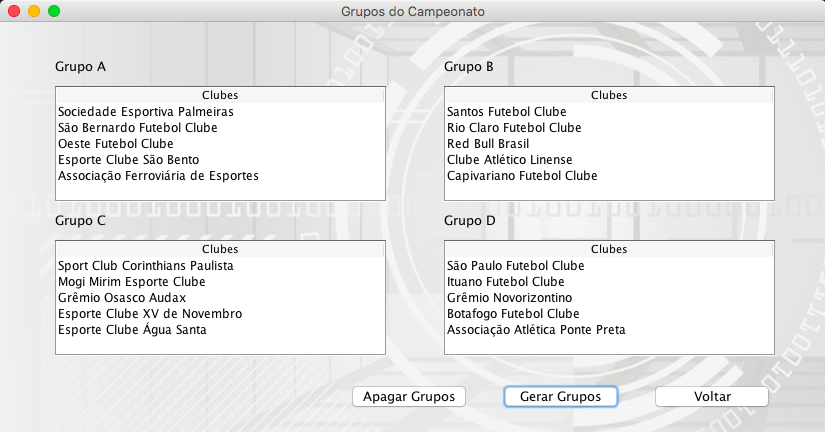 Grupos do Campeonato
Grupo A
Clubes
Sociedade Esportiva Palmeiras
São Bernardo Futebol Clube
Oeste Futebol Clube
Esporte Clube São Bento
Associação Ferroviária de Esportes
Grupo B
Clubes
Santos Futebol Clube
Rio Claro Futebol Clube
Red Bull Brasil
Clube Atlético Linense
Capivariano Futebol Clube
Grupo C
Clubes
Sport Club Corinthians Paulista
Mogi Mirim Esporte Clube
Grêmio Osasco Audax
Esporte Clube XV de Novembro
Esporte Clube Água Santa
Grupo D
Clubes
São Paulo Futebol Clube
Ituano Futebol Clube
Grêmio Novorizontino
Botafogo Futebol Clube
Associação Atlética Ponte Preta
Apagar Grupos
Gerar Grupos
Voltar